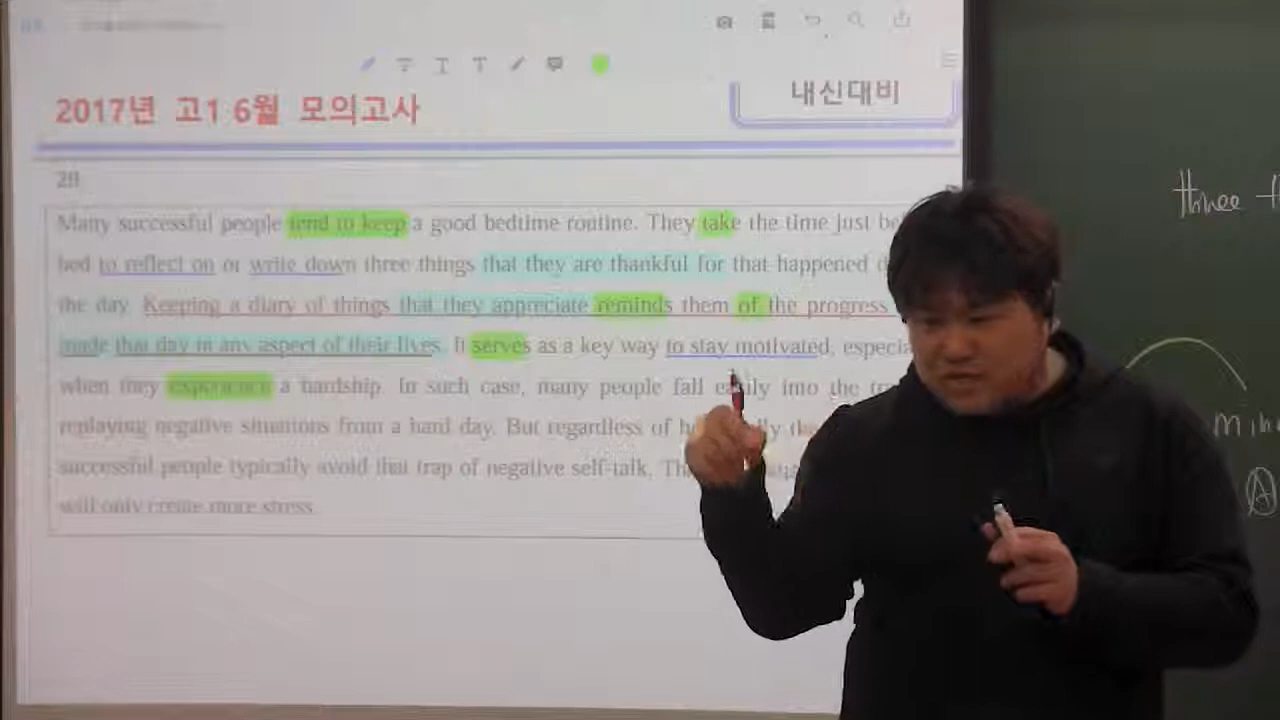 2017년 고1 6월 모의고사
내신대비
28
Many successful people tend to keep a good bedtime routine. They take the time just
bed to reflect on or write down three things that they are thankful for that happened
the day. Keeping a diary of things that they appreciate reminds them of the progress
made that day in any aspect of their lives. It serves as a key way to stay motivated,
when they experience a hardship. In such case, many people fall easily into the
replaying negative situations from a hard day. But regardless of
successful people typically avoid that trap of negative self-talk.
will only create more stress.
three
A